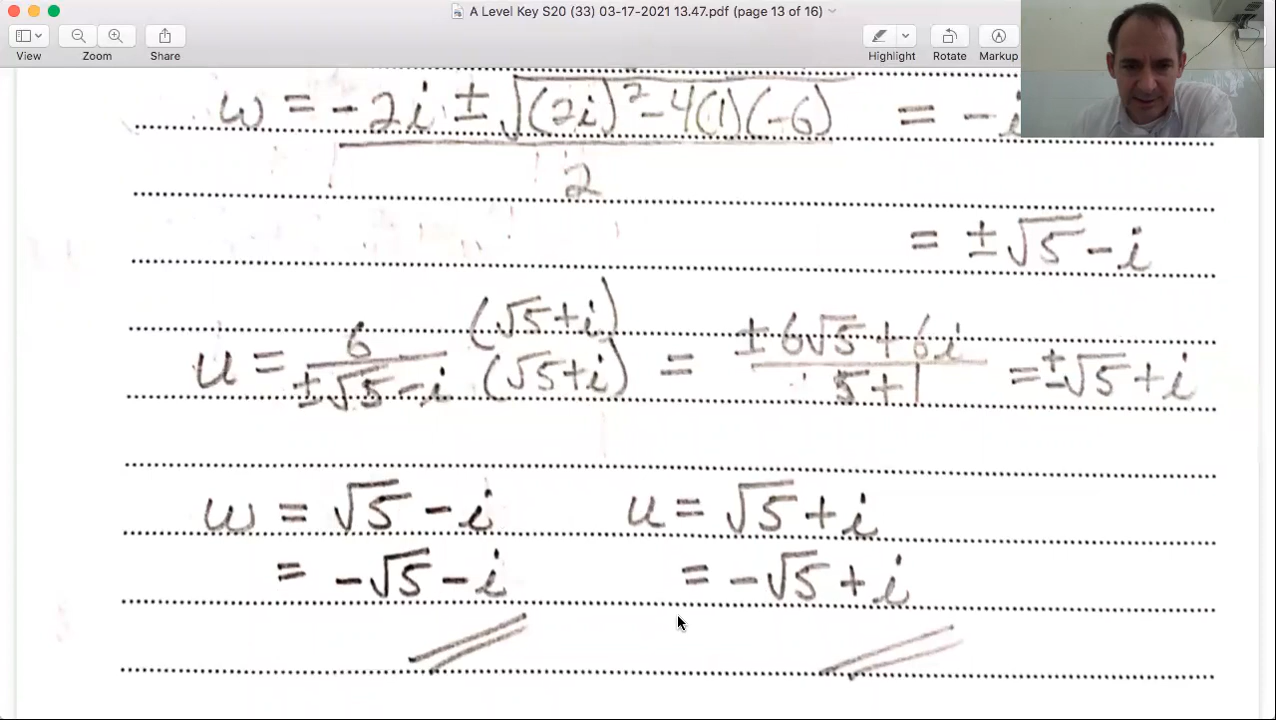 A Level Key S20 (33) 03-17-2021 13.47.pdf (page 13 of 16)
View Zoom Share Highlight Rotate Markup
w = -2i ± √((2i)² - 4(1)(-6)) / 2 = -i
= ±√5 - i
u = 6 / (±√5 - i) (√5+i) / (√5+i) = (±6√5 + 6i) / (5+1) = ±√5 + i
w = √5 - i u = √5 + i
= -√5 - i = -√5 + i